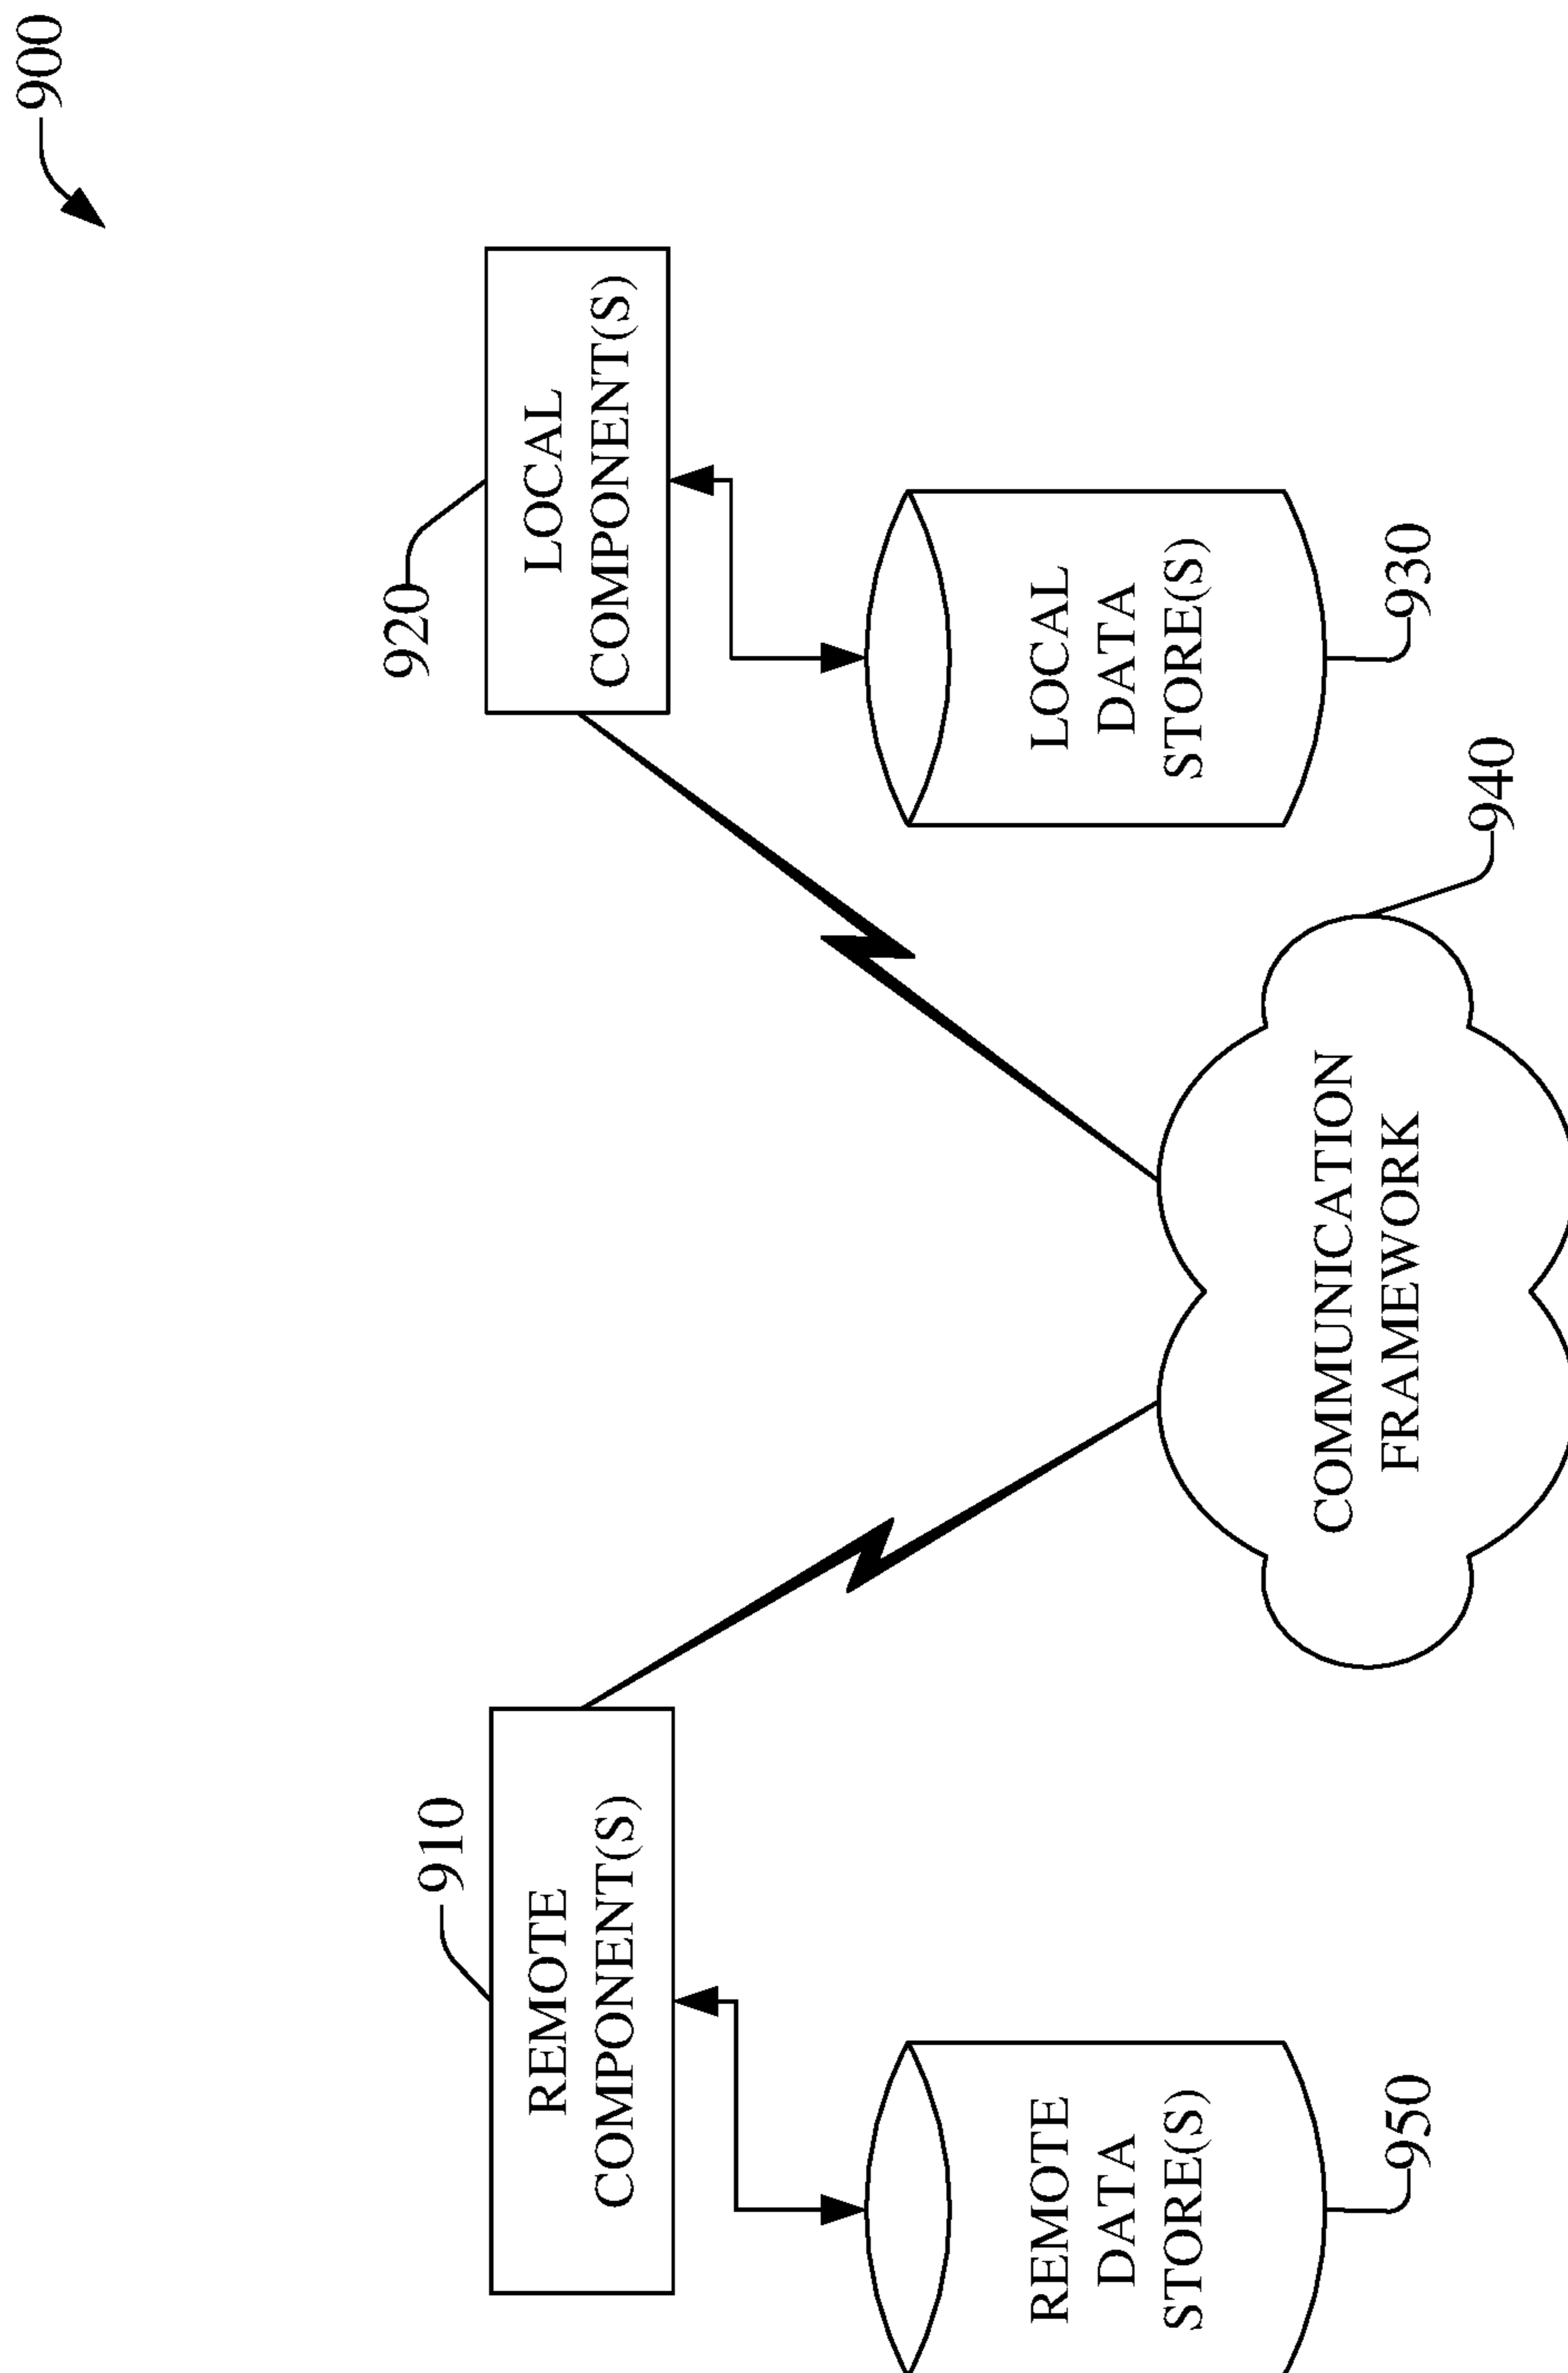 900
910
REMOTE
COMPONENT(S)
920
LOCAL
COMPONENT(S)
REMOTE
DATA
STORE(S)
950
COMMUNICATION
FRAMEWORK
940
LOCAL
DATA
STORE(S)
930